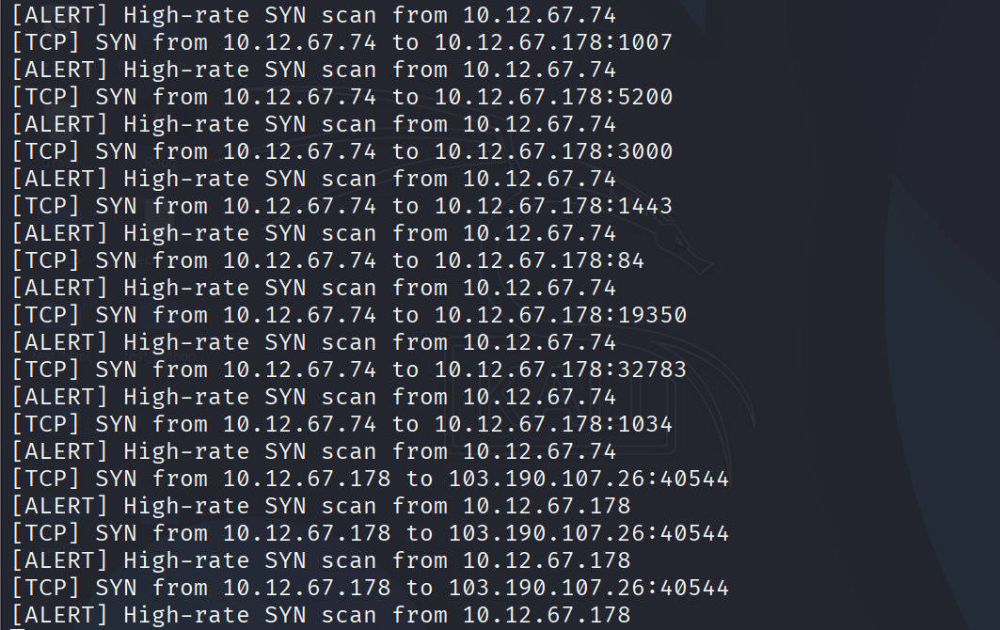 [ALERT] High-rate SYN scan from 10.12.67.74
[TCP] SYN from 10.12.67.74 to 10.12.67.178:1007
[ALERT] High-rate SYN scan from 10.12.67.74
[TCP] SYN from 10.12.67.74 to 10.12.67.178:5200
[ALERT] High-rate SYN scan from 10.12.67.74
[TCP] SYN from 10.12.67.74 to 10.12.67.178:3000
[ALERT] High-rate SYN scan from 10.12.67.74
[TCP] SYN from 10.12.67.74 to 10.12.67.178:1443
[ALERT] High-rate SYN scan from 10.12.67.74
[TCP] SYN from 10.12.67.74 to 10.12.67.178:84
[ALERT] High-rate SYN scan from 10.12.67.74
[TCP] SYN from 10.12.67.74 to 10.12.67.178:19350
[ALERT] High-rate SYN scan from 10.12.67.74
[TCP] SYN from 10.12.67.74 to 10.12.67.178:32783
[ALERT] High-rate SYN scan from 10.12.67.74
[TCP] SYN from 10.12.67.74 to 10.12.67.178:1034
[ALERT] High-rate SYN scan from 10.12.67.74
[TCP] SYN from 10.12.67.178 to 103.190.107.26:40544
[ALERT] High-rate SYN scan from 10.12.67.178
[TCP] SYN from 10.12.67.178 to 103.190.107.26:40544
[ALERT] High-rate SYN scan from 10.12.67.178
[TCP] SYN from 10.12.67.178 to 103.190.107.26:40544
[ALERT] High-rate SYN scan from 10.12.67.178
KALI